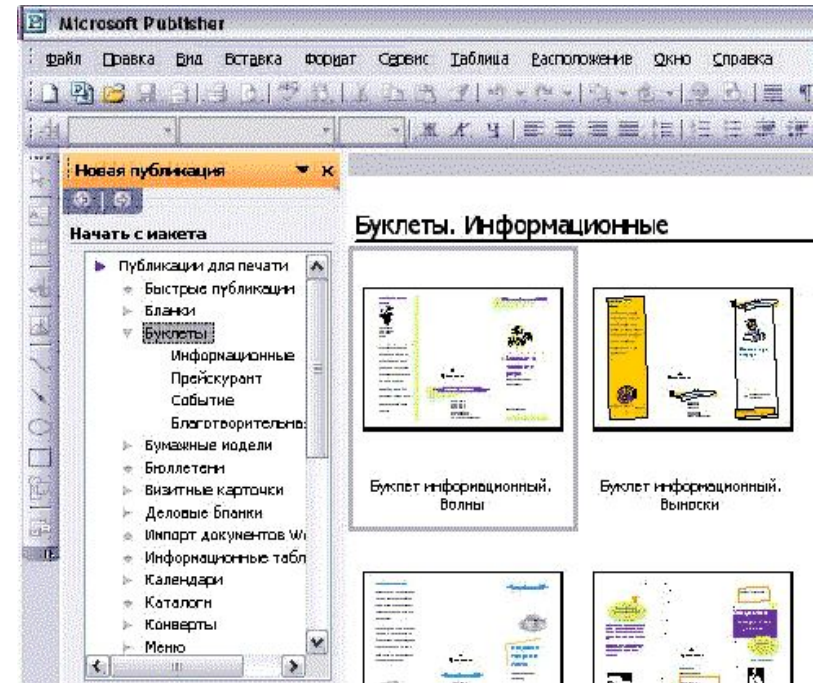 Microsoft Publisher
Файл Правка Вид Вставка Формат Сервис Таблица Расположение Окно Справка
Ж К Ч
Новая публикация
Начать с макета
Публикации для печати
Быстрые публикации
Бланки
Буклеты
Информационные
Прейскурант
Событие
Благотворительна
Бумажные модели
Бюллетени
Визитные карточки
Деловые бланки
Импорт документов Wo
Информационные табл
Календари
Каталоги
Конверты
Меню
Буклеты. Информационные
Буклет информационный.
Волны
Буклет информационный.
Выноски